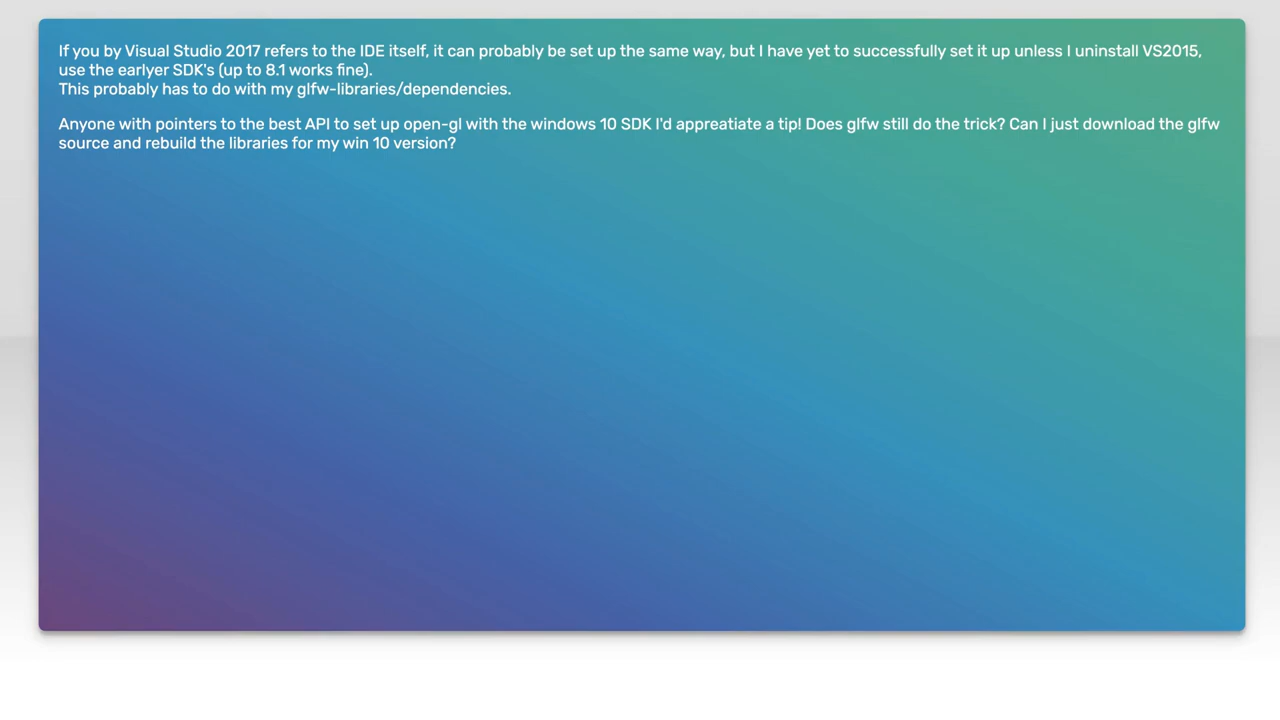 If you by Visual Studio 2017 refers to the IDE itself, it can probably be set up the same way, but I have yet to successfully set it up unless I uninstall VS2015,
use the earlyer SDK's (up to 8.1 works fine).
This probably has to do with my glfw-libraries/dependencies.
Anyone with pointers to the best API to set up open-gl with the windows 10 SDK I'd appreatiate a tip! Does glfw still do the trick? Can I just download the glfw
source and rebuild the libraries for my win 10 version?